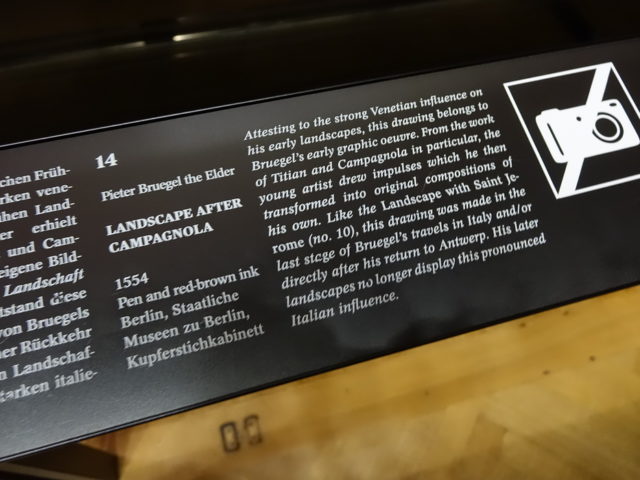 chen Früh-
rken vene-
ihen Land-
er erhielt
und Cam-
eigene Bild-
Landschaft
tstand diese
von Bruegels
er Rückkehr
n Landschaf-
tarken italie-
14
Pieter Bruegel the Elder
LANDSCAPE AFTER
CAMPAGNOLA
1554
Pen and red-brown ink
Berlin, Staatliche
Museen zu Berlin,
Kupferstichkabinett
Attesting to the strong Venetian influence on
his early landscapes, this drawing belongs to
Bruegel's early graphic oeuvre. From the work
of Titian and Campagnola in particular, the
young artist drew impulses which he then
transformed into original compositions of
his own. Like the Landscape with Saint Je-
rome (no. 10), this drawing was made in the
last stage of Bruegel's travels in Italy and/or
directly after his return to Antwerp. His later
landscapes no longer display this pronounced
Italian influence.